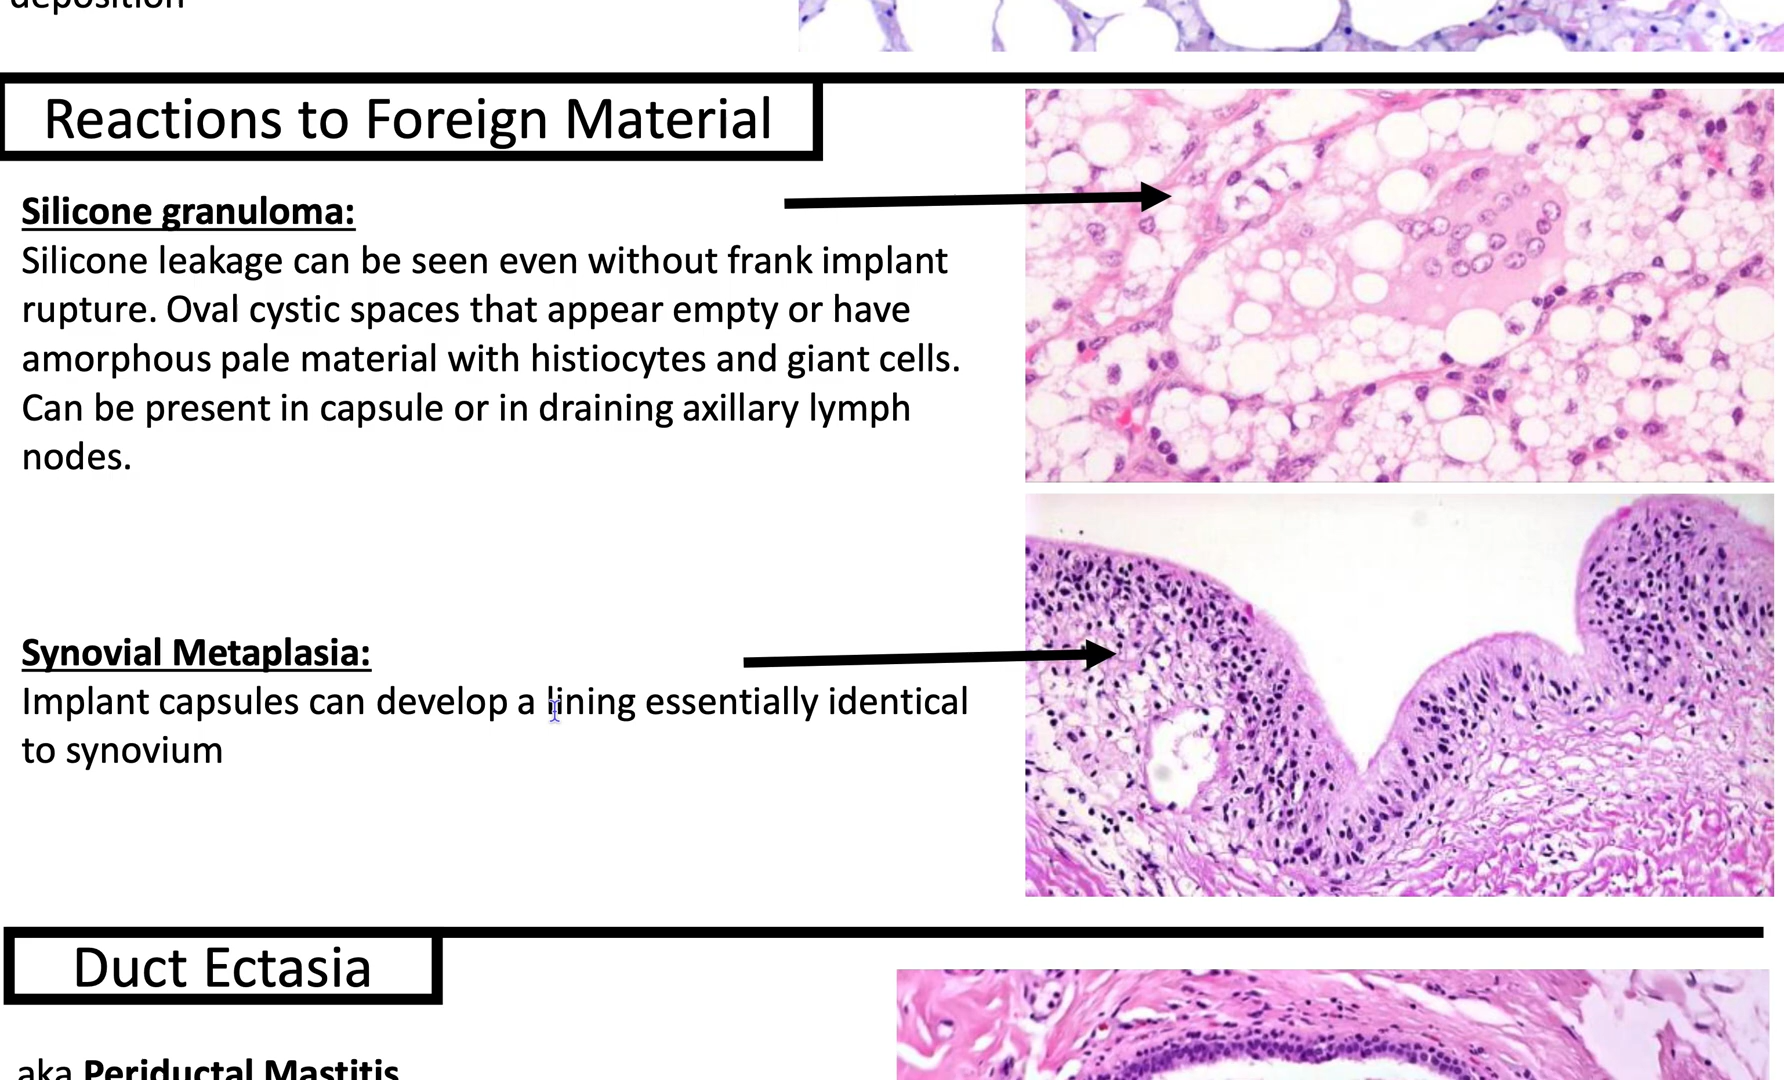 deposition
Reactions to Foreign Material
Silicone granuloma:
Silicone leakage can be seen even without frank implant
rupture. Oval cystic spaces that appear empty or have
amorphous pale material with histiocytes and giant cells.
Can be present in capsule or in draining axillary lymph
nodes.
Synovial Metaplasia:
Implant capsules can develop a lining essentially identical
to synovium
Duct Ectasia
aka Periductal Mastitis